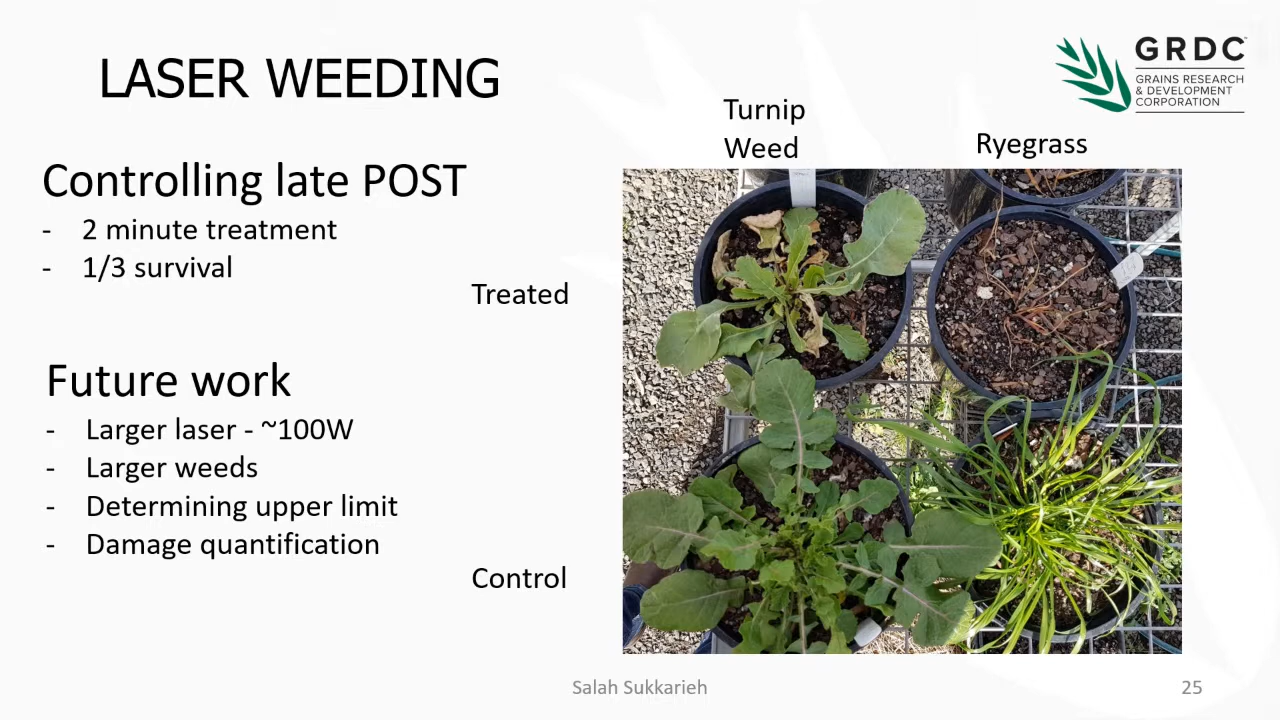 LASER WEEDING
GRDC™
GRAINS RESEARCH
& DEVELOPMENT
CORPORATION
Turnip
Weed
Ryegrass
Controlling late POST
- 2 minute treatment
- 1/3 survival
Treated
Future work
- Larger laser - ~100W
- Larger weeds
- Determining upper limit
- Damage quantification
Control
Salah Sukkarieh
25